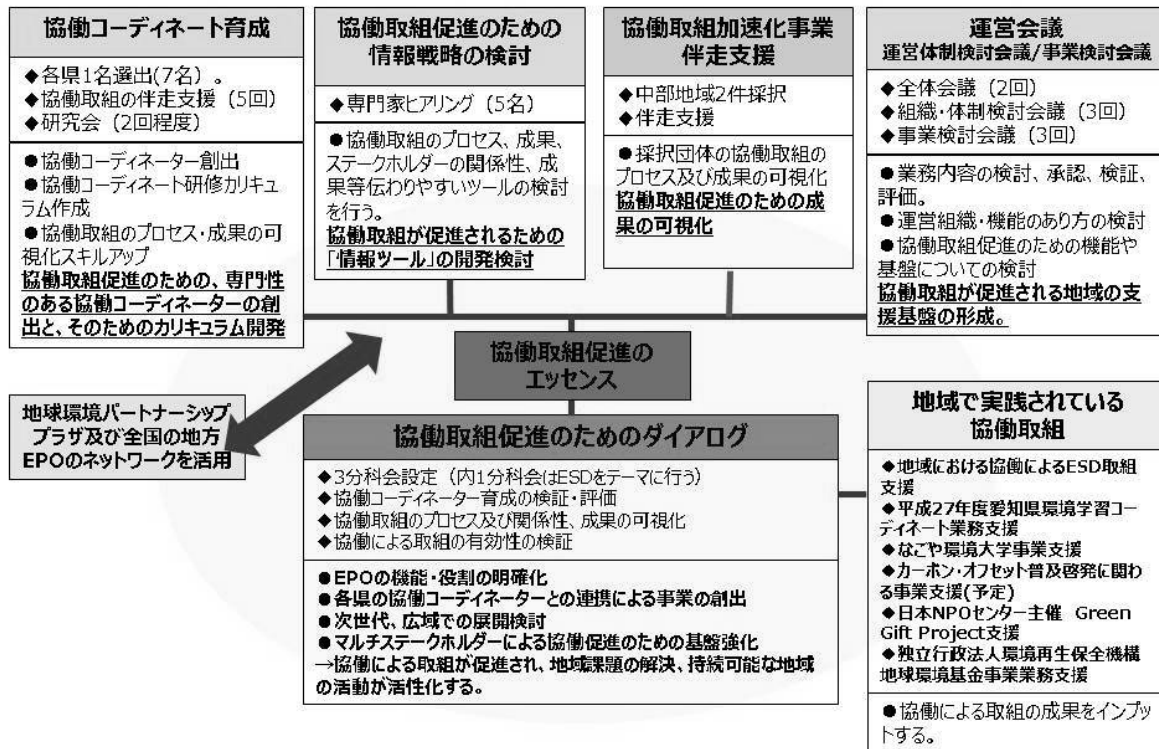 協働コーディネート育成
◆各県1名選出(7名) 。
◆協働取組の伴走支援 (5回)
◆研究会 (2回程度)
●協働コーディネーター創出
●協働コーディネート研修カリキュ
ラム作成
●協働取組のプロセス・成果の可
視化スキルアップ
協働取組促進のための、専門性
のある協働コーディネーターの創
出と、そのためのカリキュラム開発
協働取組促進のための
情報戦略の検討
◆専門家ヒアリング (5名)
●協働取組のプロセス、成果、
ステークホルダーの関係性、成
果等伝わりやすいツールの検討
を行う。
協働取組が促進されるための
「情報ツール」の開発検討
協働取組加速化事業
伴走支援
◆中部地域2件採択
◆伴走支援
●採択団体の協働取組の
プロセス及び成果の可視化
協働取組促進のための成
果の可視化
運営会議
運営体制検討会議/事業検討会議
◆全体会議 (2回)
◆組織・体制検討会議 (3回)
◆事業検討会議 (3回)
●業務内容の検討、承認、検証、
評価。
●運営組織・機能のあり方の検討
●協働取組促進のための機能や
基盤についての検討
協働取組が促進される地域の支
援基盤の形成。
協働取組促進の
エッセンス
地球環境パートナーシップ
プラザ及び全国の地方
EPOのネットワークを活用
協働取組促進のためのダイアログ
◆3分科会設定 (内1分科会はESDをテーマに行う)
◆協働コーディネーター育成の検証・評価
◆協働取組のプロセス及び関係性、成果の可視化
◆協働による取組の有効性の検証
●EPOの機能・役割の明確化
●各県の協働コーディネーターとの連携による事業の創出
●次世代、広域での展開検討
●マルチステークホルダーによる協働促進のための基盤強化
→協働による取組が促進され、地域課題の解決、持続可能な地域
の活動が活性化する。
地域で実践されている
協働取組
◆地域における協働によるESD取組
支援
◆平成27年度愛知県環境学習コー
ディネート業務支援
◆なごや環境大学事業支援
◆カーボン・オフセット普及啓発に関わ
る事業支援(予定)
◆日本NPOセンター主催 Green
Gift Project支援
◆独立行政法人環境再生保全機構
地球環境基金事業業務支援
●協働による取組の成果をインプッ
トする。